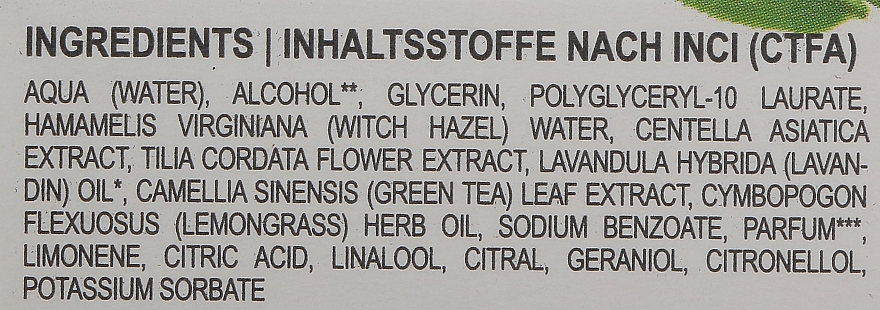 INGREDIENTS | INHALTSSTOFFE NACH INCI (CTFA)
AQUA (WATER), ALCOHOL**, GLYCERIN, POLYGLYCERYL-10 LAURATE,
HAMAMELIS VIRGINIANA (WITCH HAZEL) WATER, CENTELLA ASIATICA
EXTRACT, TILIA CORDATA FLOWER EXTRACT, LAVANDULA HYBRIDA (LAVAN-
DIN) OIL*, CAMELLIA SINENSIS (GREEN TEA) LEAF EXTRACT, CYMBOPOGON
FLEXUOSUS (LEMONGRASS) HERB OIL, SODIUM BENZOATE, PARFUM***,
LIMONENE, CITRIC ACID, LINALOOL, CITRAL, GERANIOL, CITRONELLOL,
POTASSIUM SORBATE